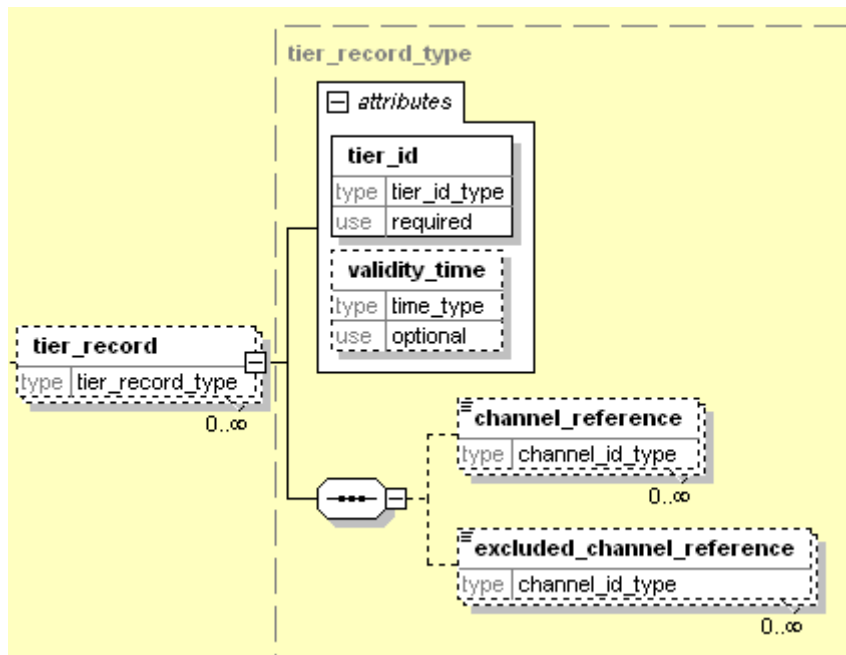 tier_record_type
attributes
tier_id
type tier_id_type
use required
validity_time
type time_type
use optional
tier_record
type tier_record_type
0..∞
channel_reference
type channel_id_type
0..∞
excluded_channel_reference
type channel_id_type
0..∞